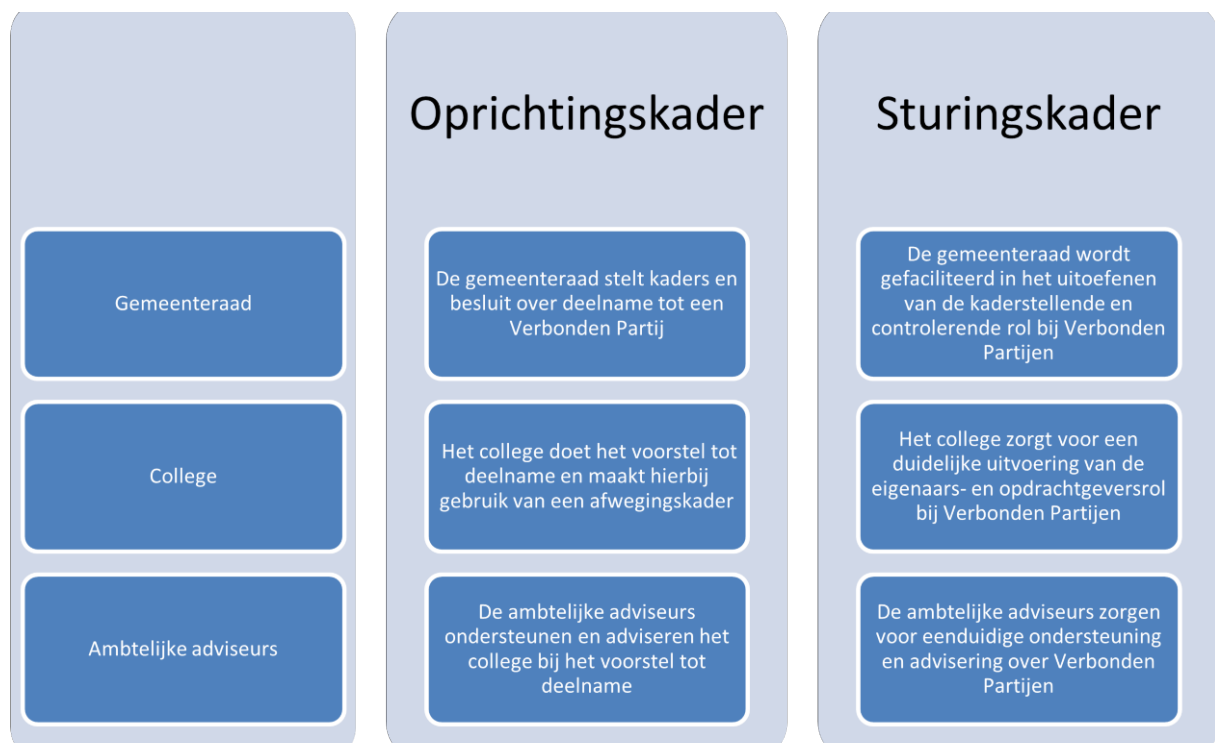 Oprichtingskader
Sturingskader
Gemeenteraad
De gemeenteraad stelt kaders en
besluit over deelname tot een
Verbonden Partij
De gemeenteraad wordt
gefaciliteerd in het uitoefenen
van de kaderstellende en
controlerende rol bij Verbonden
Partijen
College
Het college doet het voorstel tot
deelname en maakt hierbij
gebruik van een afwegingskader
Het college zorgt voor een
duidelijke uitvoering van de
eigenaars- en opdrachtgeversrol
bij Verbonden Partijen
Ambtelijke adviseurs
De ambtelijke adviseurs
ondersteunen en adviseren het
college bij het voorstel tot
deelname
De ambtelijke adviseurs zorgen
voor eenduidige ondersteuning
en advisering over Verbonden
Partijen